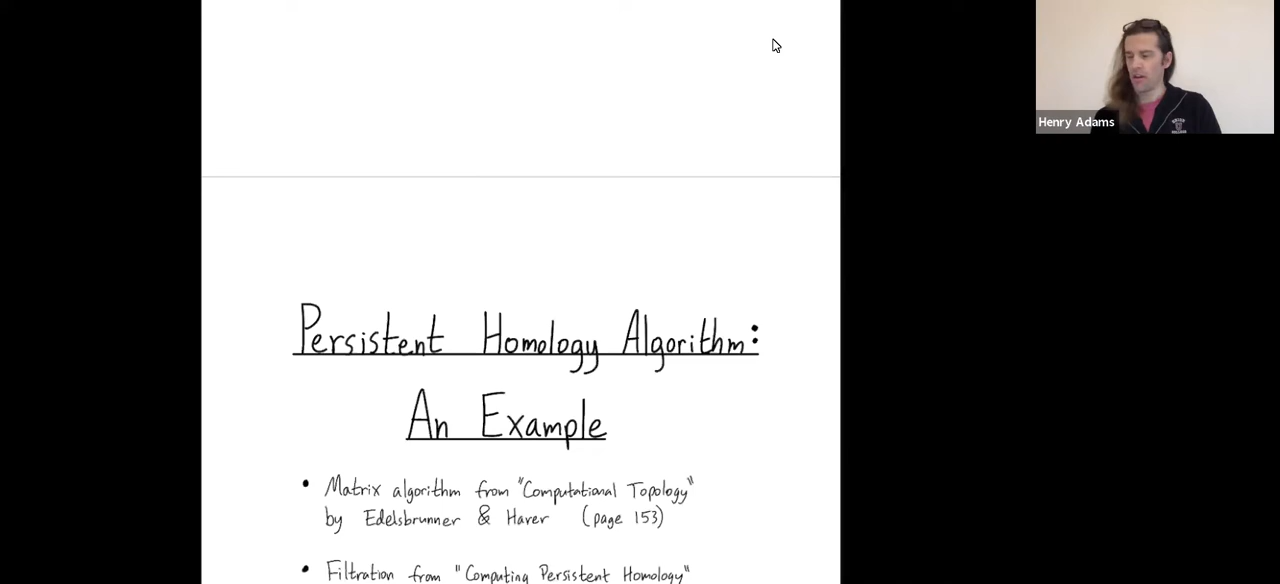 Henry Adams
Persistent Homology Algorithm:
An Example
• Matrix algorithm from "Computational Topology"
by Edelsbrunner & Harer (page 153)
• Filtration from "Computing Persistent Homology"